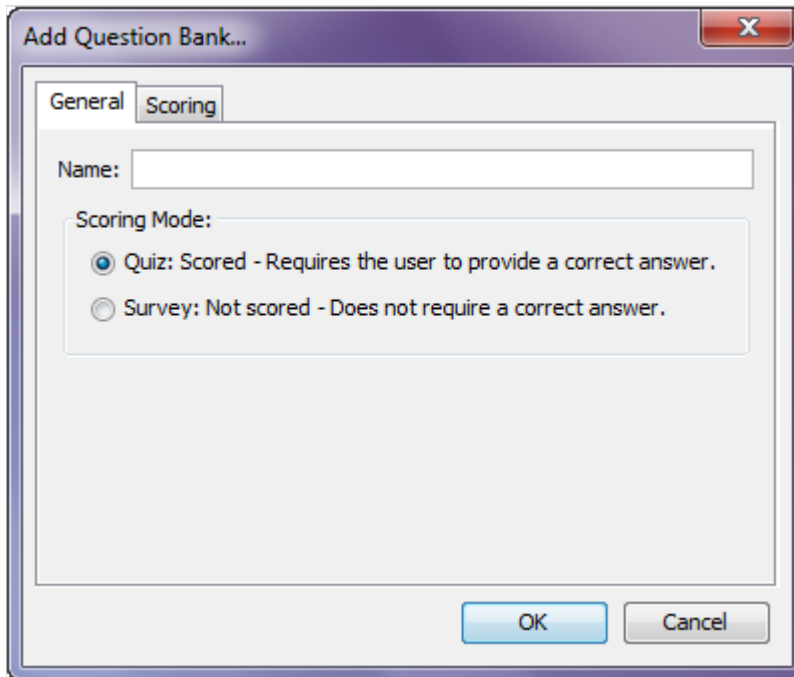 Add Question Bank...
General
Scoring
Name:
Scoring Mode:
Quiz: Scored - Requires the user to provide a correct answer.
Survey: Not scored - Does not require a correct answer.
OK
Cancel